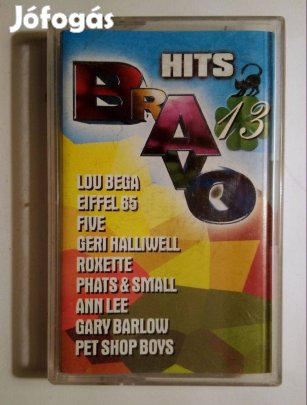 Jófogás
HITS
BRAVO
13
LOU BEGA
EIFFEL 65
FIVE
GERI HALLIWELL
ROXETTE
PHATS & SMALL
ANN LEE
GARY BARLOW
PET SHOP BOYS